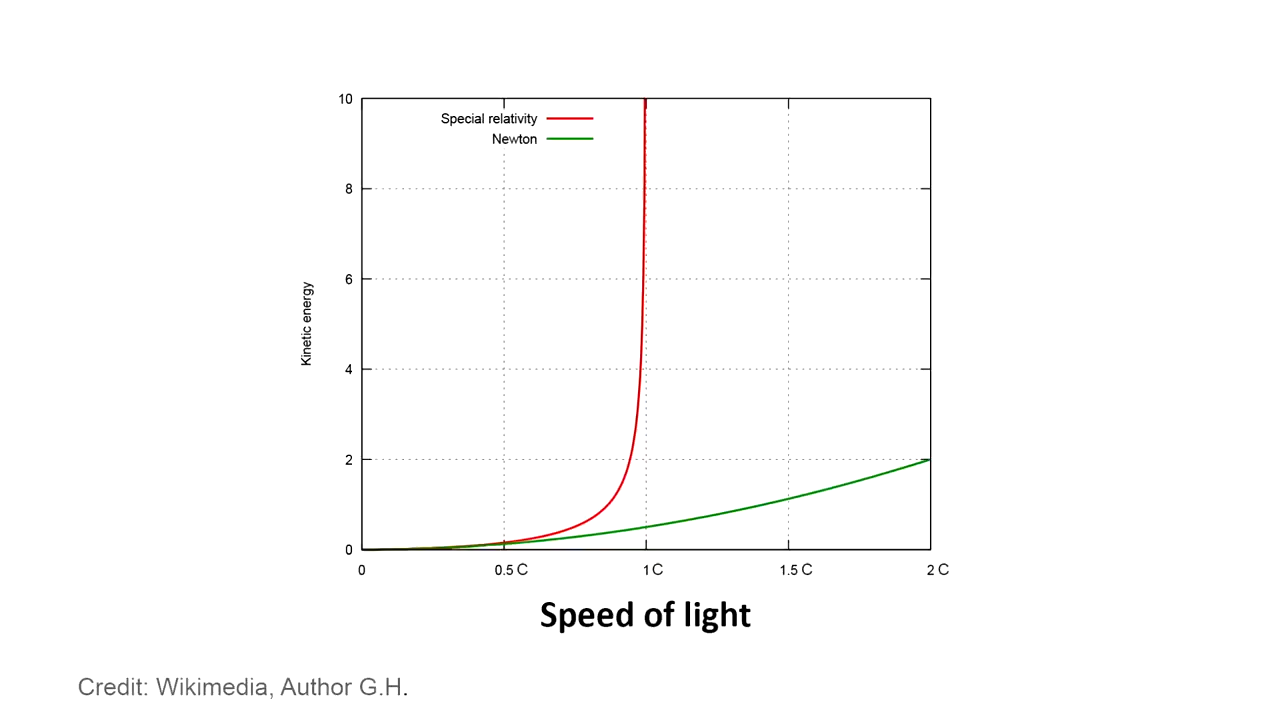 10
Special relativity
Newton
8
6
Kinetic energy
4
2
0
0 0.5 C 1 C 1.5 C 2 C
Speed of light
Credit: Wikimedia, Author G.H.